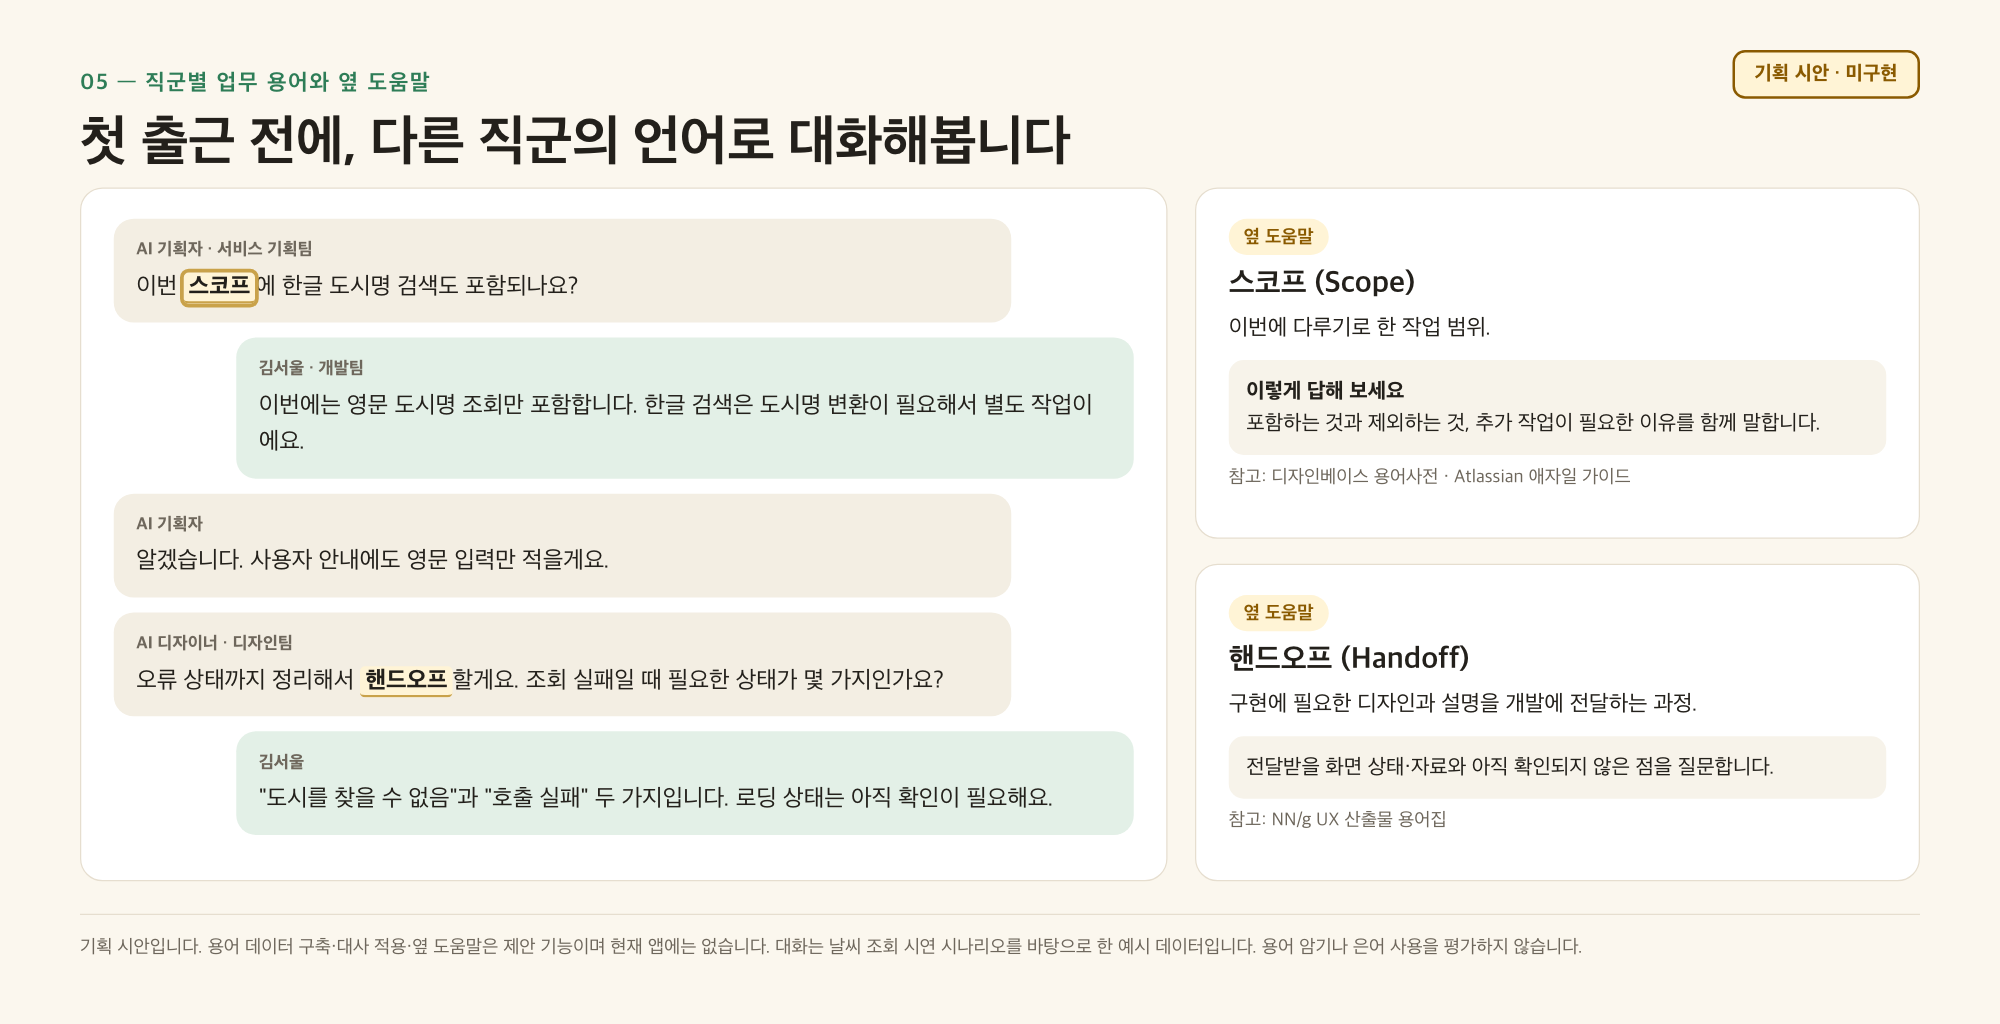 05 — 직군별 업무 용어와 옆 도움말
기획 시안 · 미구현
첫 출근 전에, 다른 직군의 언어로 대화해봅니다
AI 기획자 · 서비스 기획팀
이번 스코프에 한글 도시명 검색도 포함되나요?
김서울 · 개발팀
이번에는 영문 도시명 조회만 포함합니다. 한글 검색은 도시명 변환이 필요해서 별도 작업이
에요.
AI 기획자
알겠습니다. 사용자 안내에도 영문 입력만 적을게요.
AI 디자이너 · 디자인팀
오류 상태까지 정리해서 핸드오프할게요. 조회 실패일 때 필요한 상태가 몇 가지인가요?
김서울
"도시를 찾을 수 없음"과 "호출 실패" 두 가지입니다. 로딩 상태는 아직 확인이 필요해요.
옆 도움말
스코프 (Scope)
이번에 다루기로 한 작업 범위.
이렇게 답해 보세요
포함하는 것과 제외하는 것, 추가 작업이 필요한 이유를 함께 말합니다.
참고: 디자인베이스 용어사전 · Atlassian 애자일 가이드
옆 도움말
핸드오프 (Handoff)
구현에 필요한 디자인과 설명을 개발에 전달하는 과정.
전달받을 화면 상태·자료와 아직 확인되지 않은 점을 질문합니다.
참고: NN/g UX 산출물 용어집
기획 시안입니다. 용어 데이터 구축·대사 적용·옆 도움말은 제안 기능이며 현재 앱에는 없습니다. 대화는 날씨 조회 시연 시나리오를 바탕으로 한 예시 데이터입니다. 용어 암기나 은어 사용을 평가하지 않습니다.